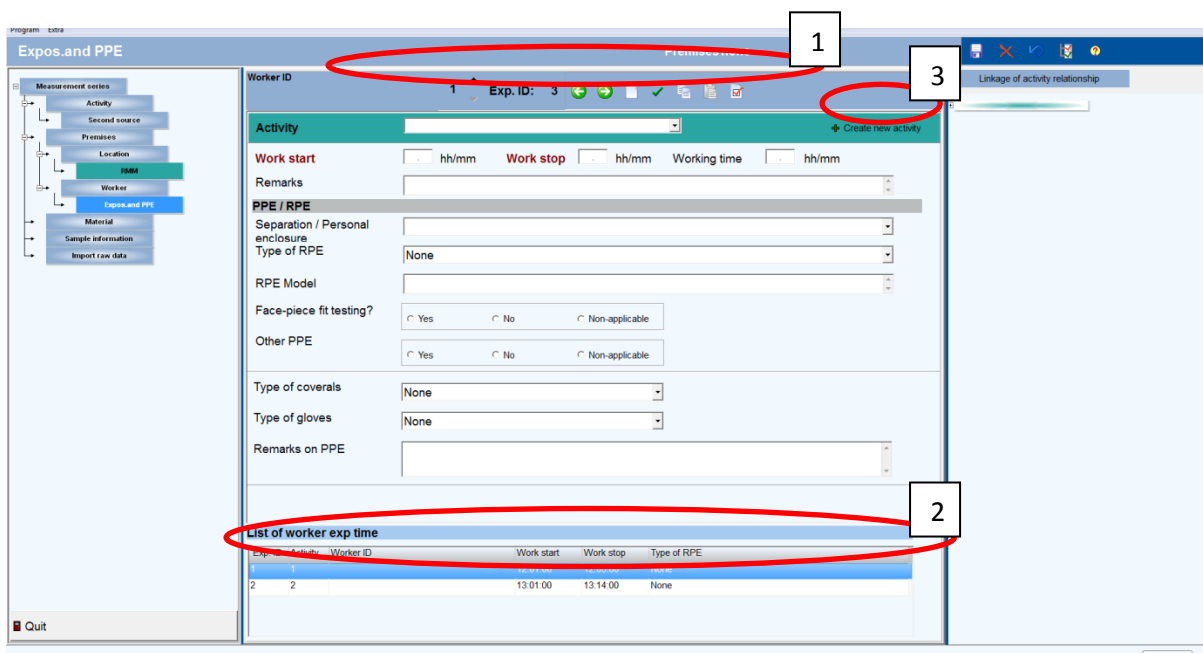 Program Extra
Expos.and PPE
1
3
Linkage of activity relationship
Measurement series
Activity
Second source
Premises
Location
RMM
Worker
Expos.and PPE
Material
Sample information
Import raw data
Quit
Worker ID
1 Exp. ID: 3
Activity Create new activity
Work start . hh/mm Work stop . hh/mm Working time . hh/mm
Remarks
PPE / RPE
Separation / Personal
enclosure
Type of RPE None
RPE Model
Face-piece fit testing? Yes No Non-applicable
Other PPE Yes No Non-applicable
Type of coverals None
Type of gloves None
Remarks on PPE
2
List of worker exp time
Activity Worker ID Work start Work stop Type of RPE
1 1 None
2 2 13:01:00 13:14:00 None